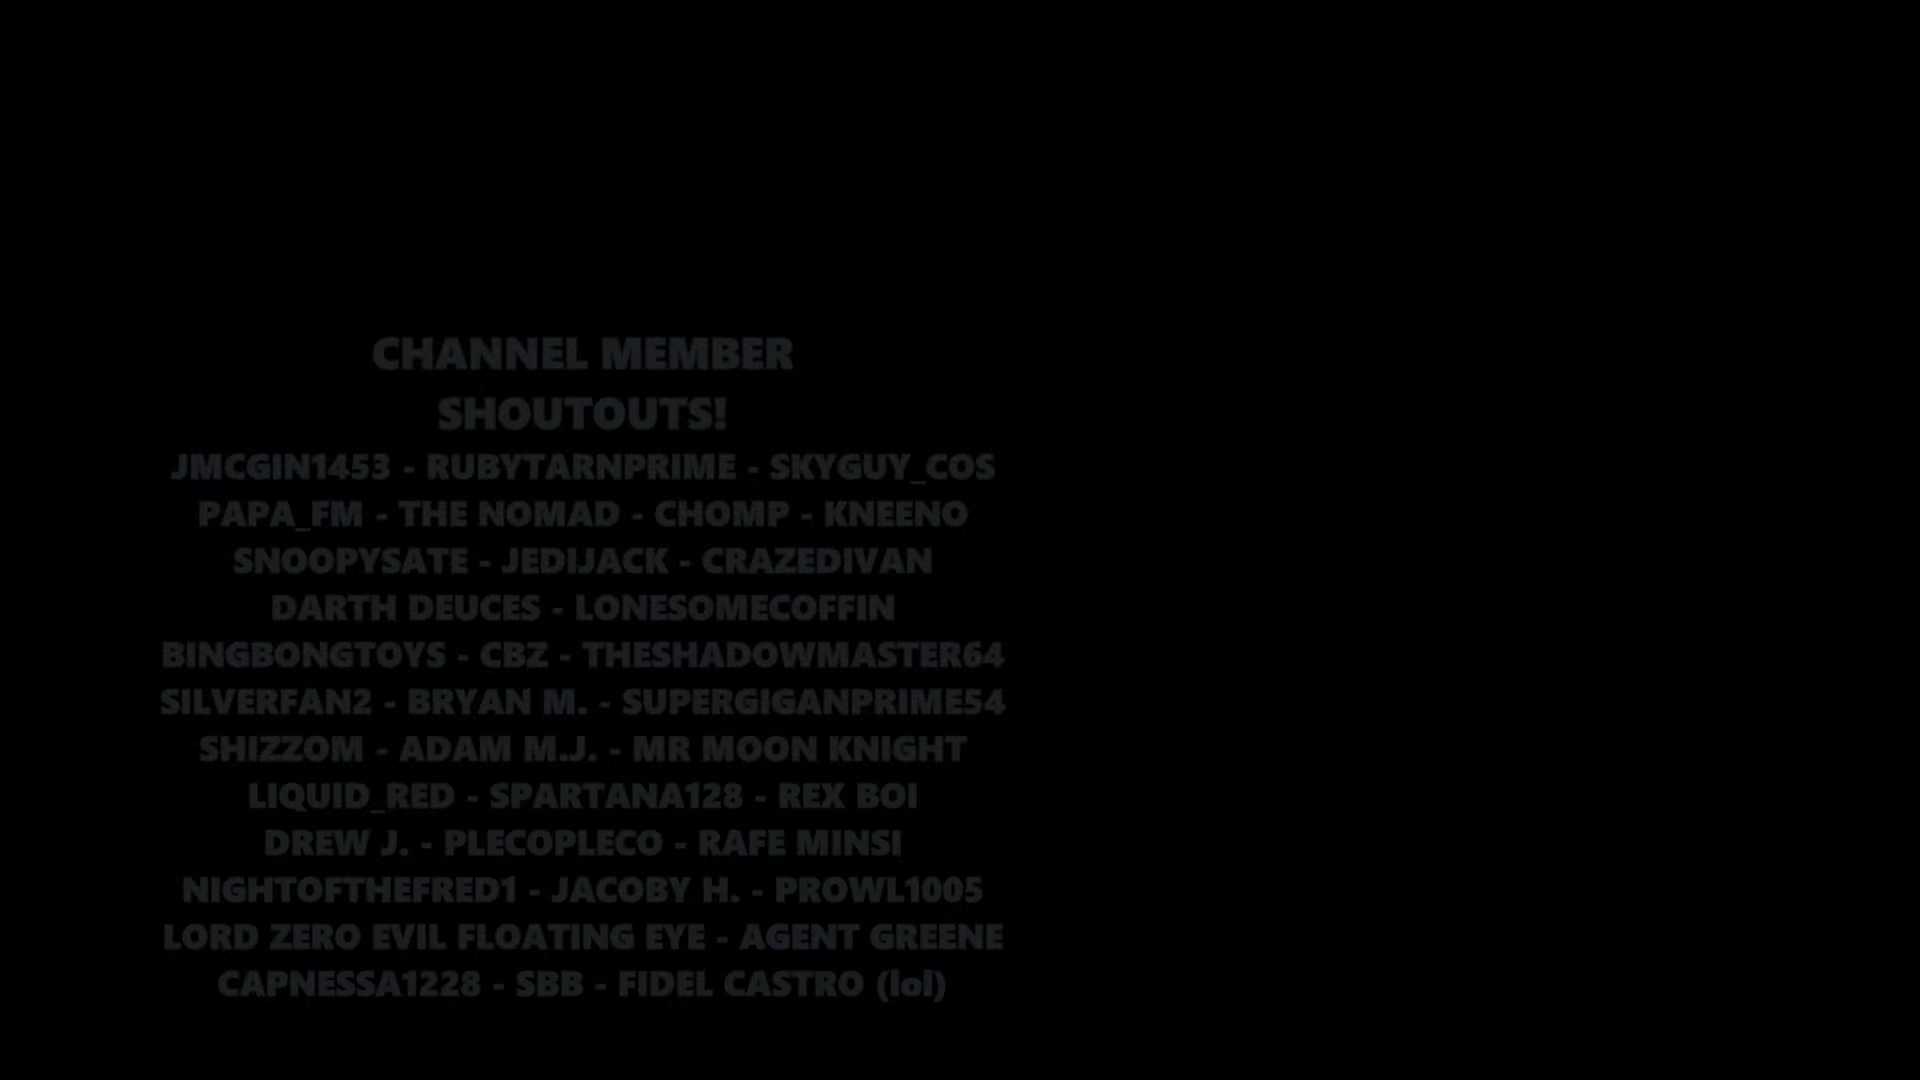 CHANNEL MEMBER
SHOUTOUTS!
JMCGIN1453 - RUBYTARNPRIME - SKYGUY_COS
PAPA_FM - THE NOMAD - CHOMP - KNEENO
SNOOPYSATE - JEDIJACK - CRAZEDIVAN
DARTH DEUCES - LONESOMECOFFIN
BINGBONGTOYS - CBZ - THESHADOWMASTER64
SILVERFAN2 - BRYAN M. - SUPERGIGANPRIME54
SHIZZOM - ADAM M.J. - MR MOON KNIGHT
LIQUID_RED - SPARTANA128 - REX BOI
DREW J. - PLECOPLECO - RAFE MINSI
NIGHTOFTHEFRED1 - JACOBY H. - PROWL1005
LORD ZERO EVIL FLOATING EYE - AGENT GREENE
CAPNESSA1228 - SBB - FIDEL CASTRO (lol)